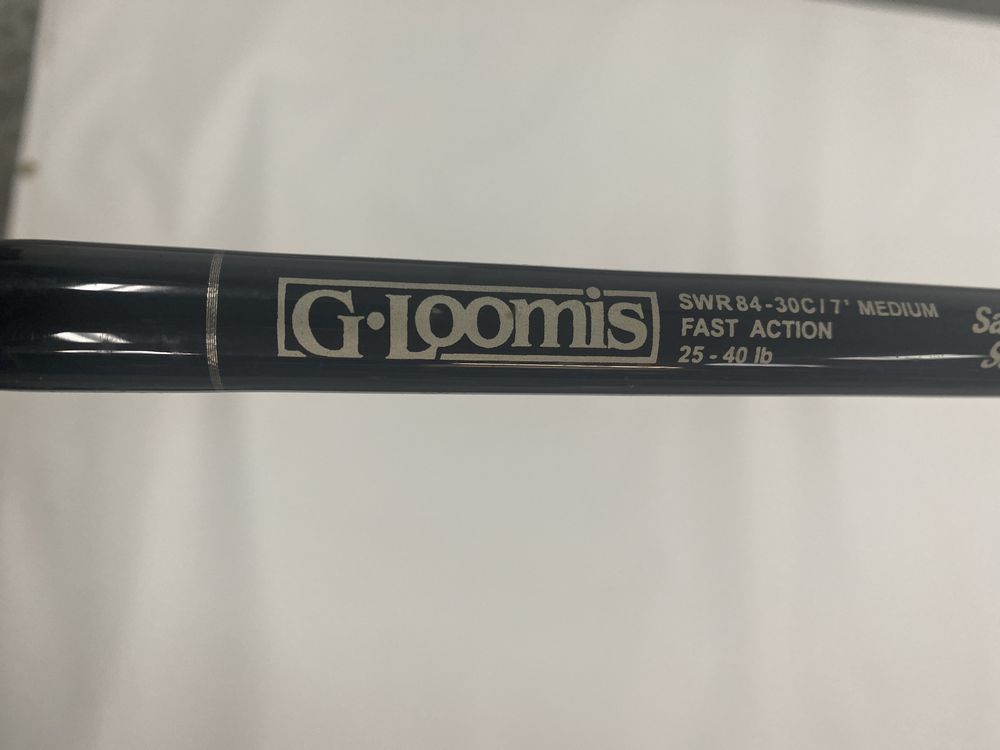 G·Loomis
SWR 84-30C/7' MEDIUM
FAST ACTION
25-40 lb